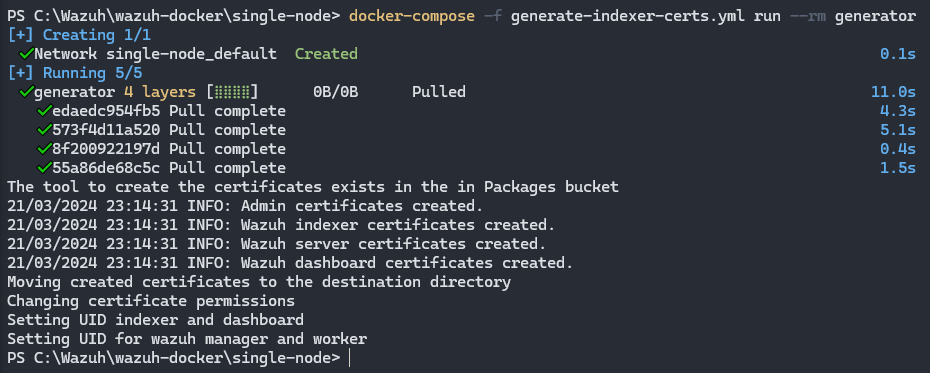 PS C:\Wazuh\wazuh-docker\single-node> docker-compose -f generate-indexer-certs.yml run --rm generator
[+] Creating 1/1
✔Network single-node_default Created 0.1s
[+] Running 5/5
✔generator 4 layers [⣿⣿⣿⣿] 0B/0B Pulled 11.0s
✔edaedc954fb5 Pull complete 4.3s
✔573f4d11a520 Pull complete 5.1s
✔8f200922197d Pull complete 0.4s
✔55a86de68c5c Pull complete 1.5s
The tool to create the certificates exists in the in Packages bucket
21/03/2024 23:14:31 INFO: Admin certificates created.
21/03/2024 23:14:31 INFO: Wazuh indexer certificates created.
21/03/2024 23:14:31 INFO: Wazuh server certificates created.
21/03/2024 23:14:31 INFO: Wazuh dashboard certificates created.
Moving created certificates to the destination directory
Changing certificate permissions
Setting UID indexer and dashboard
Setting UID for wazuh manager and worker
PS C:\Wazuh\wazuh-docker\single-node>